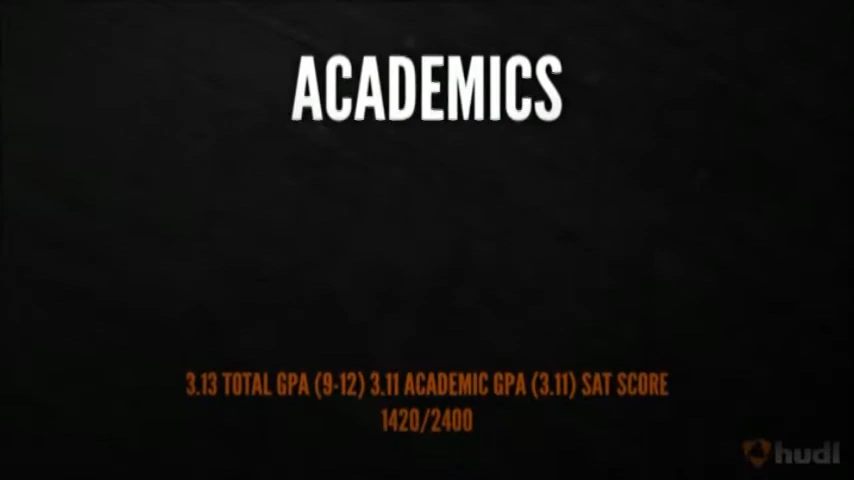 ACADEMICS
3.13 TOTAL GPA (9-12) 3.11 ACADEMIC GPA (3.11) SAT SCORE
1420/2400
hudl